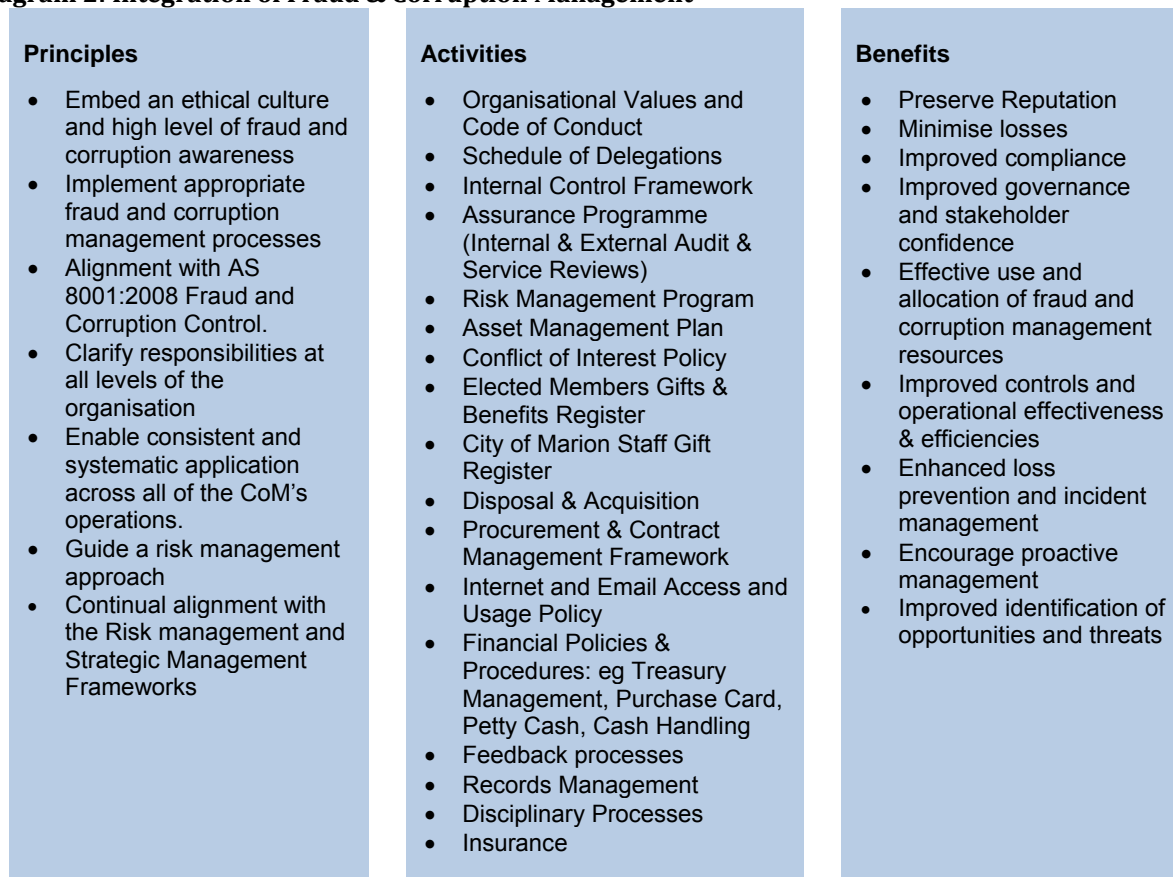 agram 2: Integration of Fraud & Corruption Management
Principles
• Embed an ethical culture
and high level of fraud and
corruption awareness
• Implement appropriate
fraud and corruption
management processes
• Alignment with AS
8001:2008 Fraud and
Corruption Control.
• Clarify responsibilities at
all levels of the
organisation
• Enable consistent and
systematic application
across all of the CoM’s
operations.
• Guide a risk management
approach
• Continual alignment with
the Risk management and
Strategic Management
Frameworks
Activities
• Organisational Values and
Code of Conduct
• Schedule of Delegations
• Internal Control Framework
• Assurance Programme
(Internal & External Audit &
Service Reviews)
• Risk Management Program
• Asset Management Plan
• Conflict of Interest Policy
• Elected Members Gifts &
Benefits Register
• City of Marion Staff Gift
Register
• Disposal & Acquisition
• Procurement & Contract
Management Framework
• Internet and Email Access and
Usage Policy
• Financial Policies &
Procedures: eg Treasury
Management, Purchase Card,
Petty Cash, Cash Handling
• Feedback processes
• Records Management
• Disciplinary Processes
• Insurance
Benefits
• Preserve Reputation
• Minimise losses
• Improved compliance
• Improved governance
and stakeholder
confidence
• Effective use and
allocation of fraud and
corruption management
resources
• Improved controls and
operational effectiveness
& efficiencies
• Enhanced loss
prevention and incident
management
• Encourage proactive
management
• Improved identification of
opportunities and threats